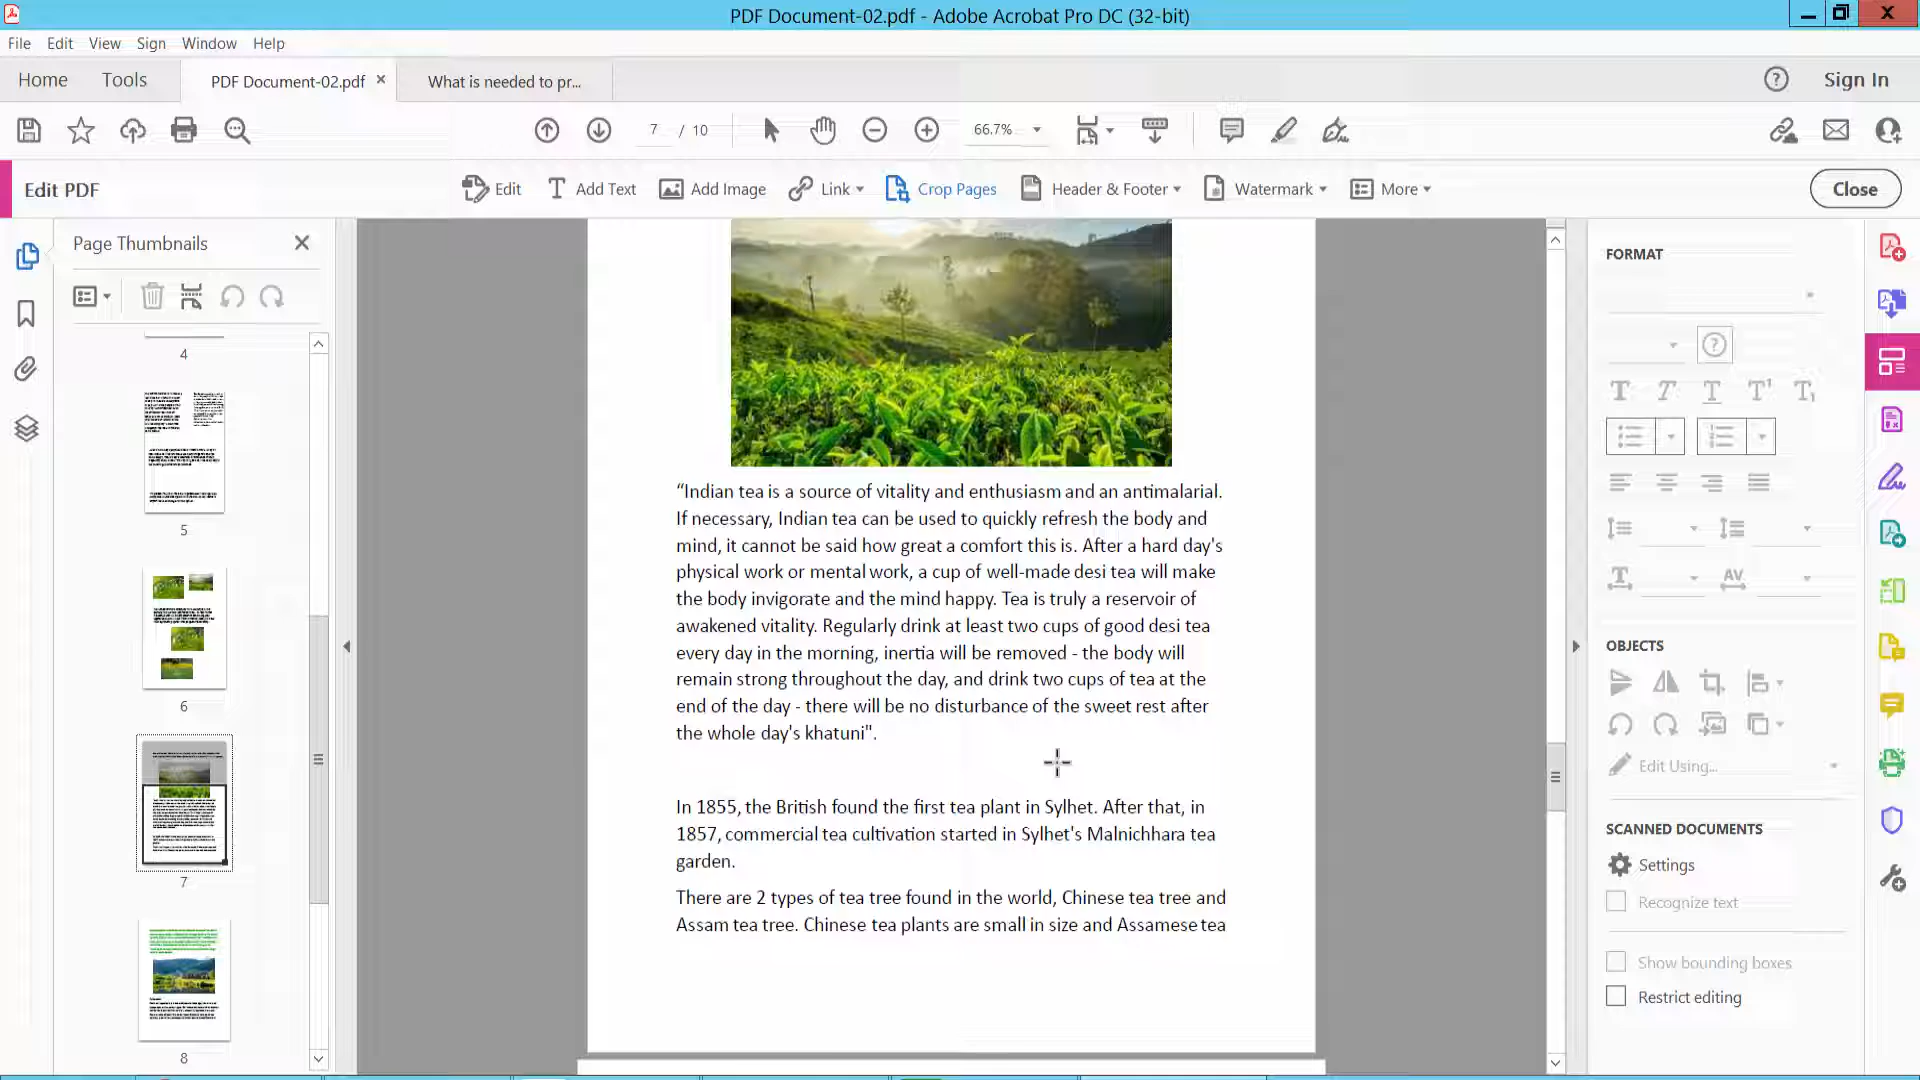 PDF Document-02.pdf - Adobe Acrobat Pro DC (32-bit)
File Edit View Sign Window Help
Home Tools PDF Document-02.pdf What is needed to pr... Sign In
7 / 10 66.7%
Edit PDF Edit Add Text Add Image Link Crop Pages Header & Footer Watermark More Close
Page Thumbnails
4
5
6
7
8
“Indian tea is a source of vitality and enthusiasm and an antimalarial.
If necessary, Indian tea can be used to quickly refresh the body and
mind, it cannot be said how great a comfort this is. After a hard day's
physical work or mental work, a cup of well-made desi tea will make
the body invigorate and the mind happy. Tea is truly a reservoir of
awakened vitality. Regularly drink at least two cups of good desi tea
every day in the morning, inertia will be removed - the body will
remain strong throughout the day, and drink two cups of tea at the
end of the day - there will be no disturbance of the sweet rest after
the whole day's khatuni".
In 1855, the British found the first tea plant in Sylhet. After that, in
1857, commercial tea cultivation started in Sylhet's Malnichhara tea
garden.
There are 2 types of tea tree found in the world, Chinese tea tree and
Assam tea tree. Chinese tea plants are small in size and Assamese tea
FORMAT
OBJECTS
Edit Using...
SCANNED DOCUMENTS
Settings
Recognize text
Show bounding boxes
Restrict editing